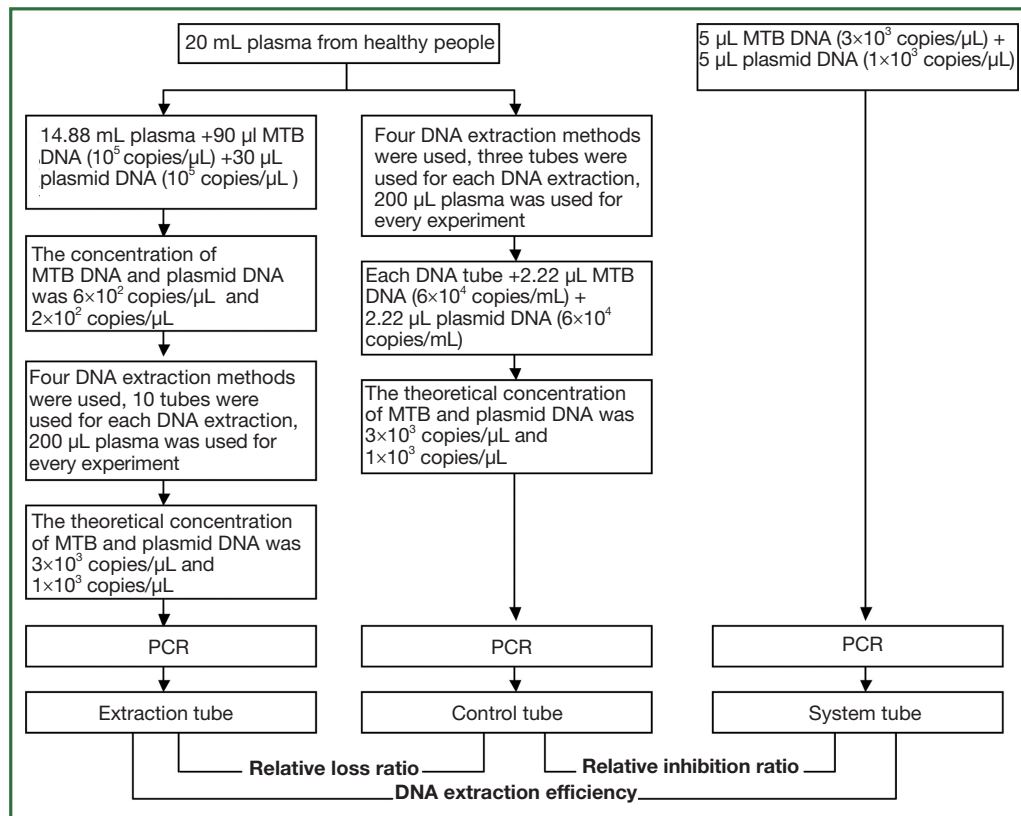 20 mL plasma from healthy people
14.88 mL plasma +90 µl MTB
DNA (10⁵ copies/µL) +30 µL
plasmid DNA (10⁵ copies/µL )
The concentration of
MTB DNA and plasmid DNA
was 6×10² copies/µL and
2×10² copies/µL
Four DNA extraction methods
were used, 10 tubes were
used for each DNA extraction,
200 µL plasma was used for
every experiment
The theoretical concentration
of MTB and plasmid DNA was
3×10³ copies/µL and
1×10³ copies/µL
PCR
Extraction tube
Four DNA extraction methods
were used, three tubes were
used for each DNA extraction,
200 µL plasma was used for
every experiment
Each DNA tube +2.22 µL MTB
DNA (6×10⁴ copies/mL) +
2.22 µL plasmid DNA (6×10⁴
copies/mL)
The theoretical concentration
of MTB and plasmid DNA was
3×10³ copies/µL and
1×10³ copies/µL
PCR
Control tube
5 µL MTB DNA (3×10³ copies/µL) +
5 µL plasmid DNA (1×10³ copies/µL)
PCR
System tube
Relative loss ratio
Relative inhibition ratio
DNA extraction efficiency